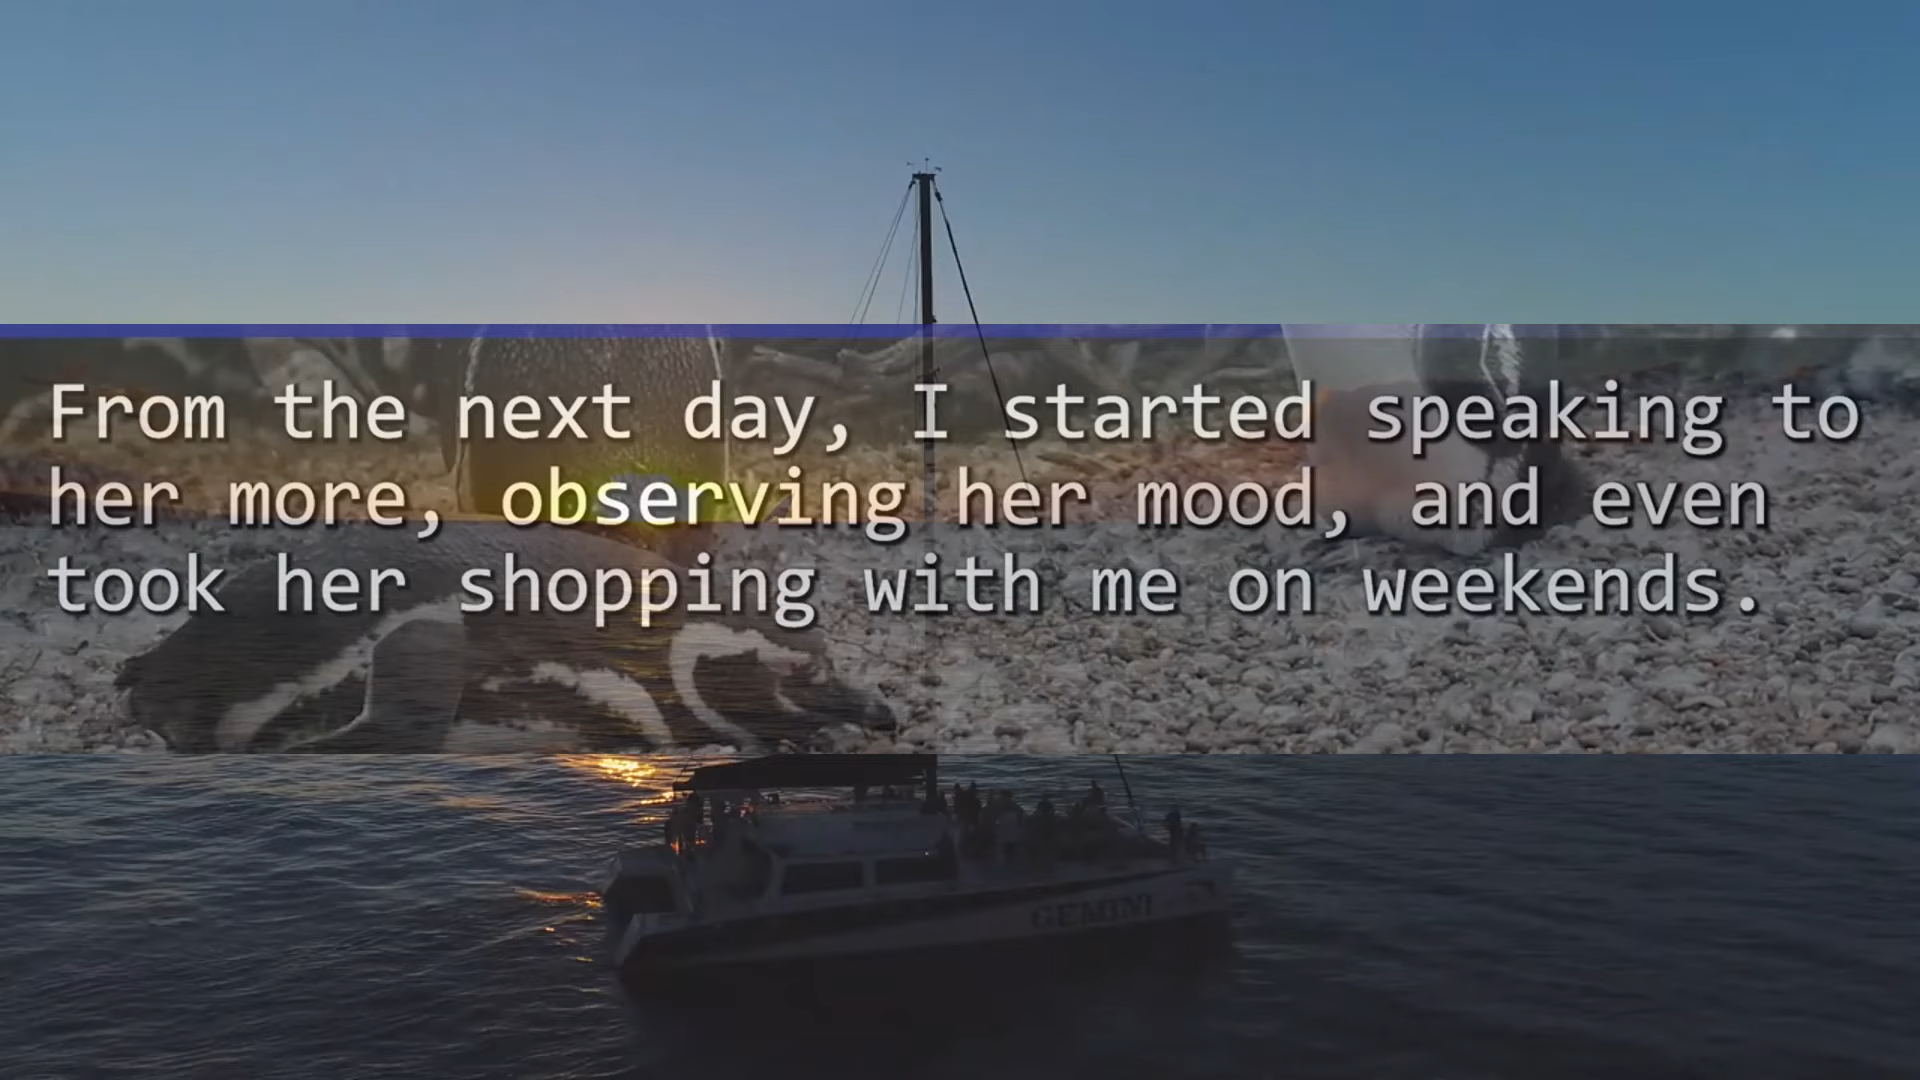 From the next day, I started speaking to
her more, observing her mood, and even
took her shopping with me on weekends.
GEMINI